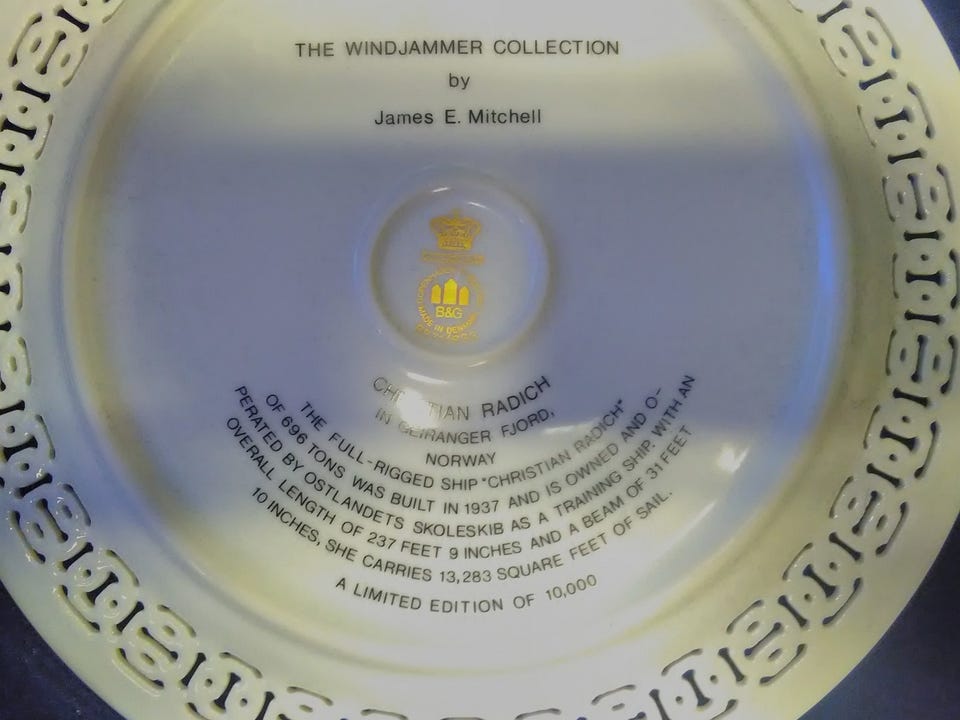 THE WINDJAMMER COLLECTION
by
James E. Mitchell
B&G
MADE IN DENMARK
CHRISTIAN RADICH
IN GEIRANGER FJORD,
NORWAY
THE FULL-RIGGED SHIP "CHRISTIAN RADICH"
OF 696 TONS WAS BUILT IN 1937 AND IS OWNED AND O-
PERATED BY OSTLANDETS SKOLESKIB AS A TRAINING SHIP. WITH AN
OVERALL LENGTH OF 237 FEET 9 INCHES AND A BEAM OF 31 FEET
10 INCHES, SHE CARRIES 13,283 SQUARE FEET OF SAIL.
A LIMITED EDITION OF 10,000